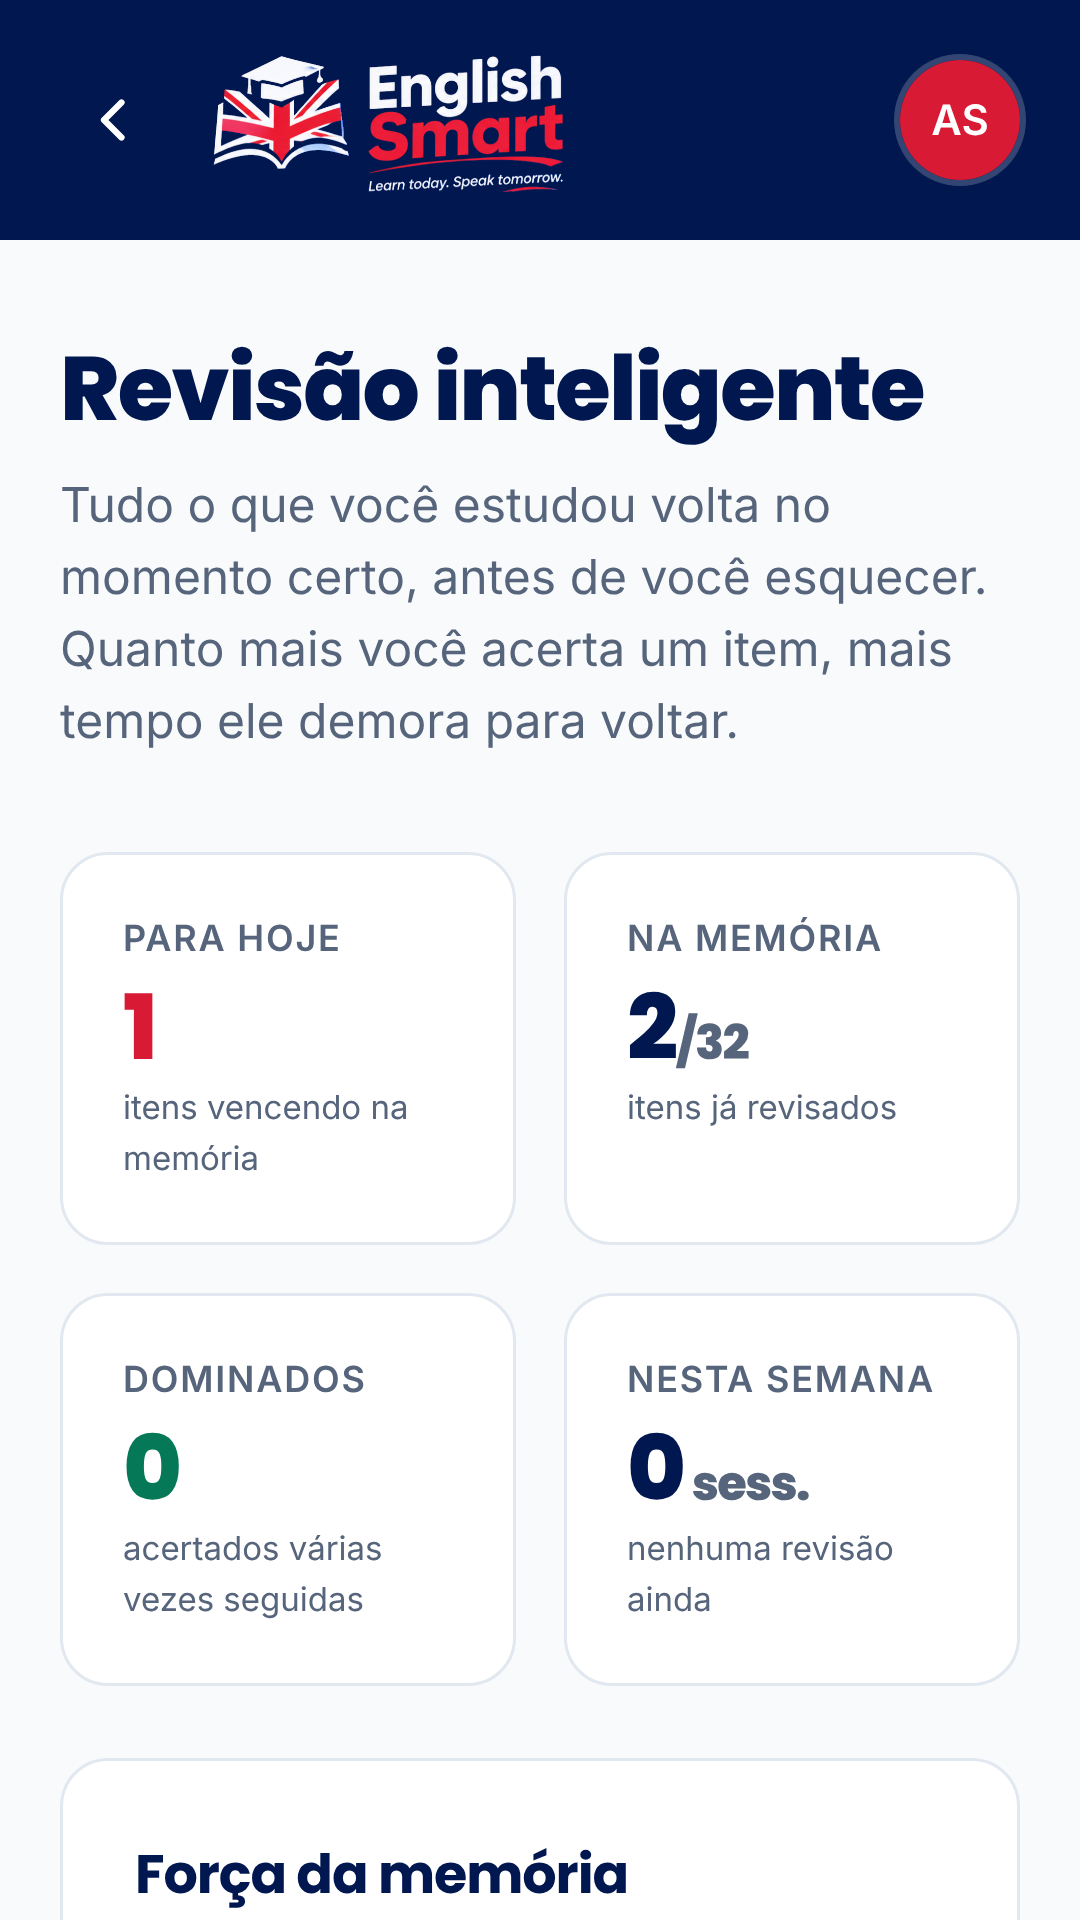 English
Smart
Learn today. Speak tomorrow.
AS
Revisão inteligente
Tudo o que você estudou volta no
momento certo, antes de você esquecer.
Quanto mais você acerta um item, mais
tempo ele demora para voltar.
PARA HOJE
1
itens vencendo na
memória
NA MEMÓRIA
2/32
itens já revisados
DOMINADOS
0
acertados várias
vezes seguidas
NESTA SEMANA
0 sess.
nenhuma revisão
ainda
Força da memória